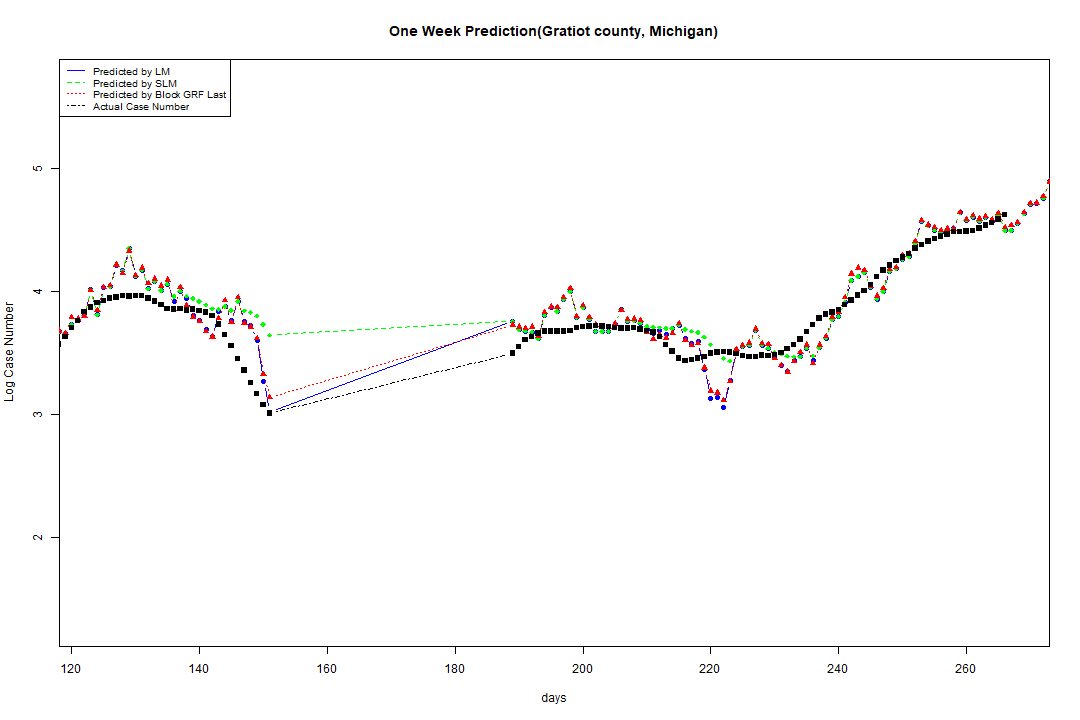 One Week Prediction(Gratiot county, Michigan)
Predicted by LM
Predicted by SLM
Predicted by Block GRF Last
Actual Case Number
5
4
3
2
Log Case Number
120 140 160 180 200 220 240 260
days